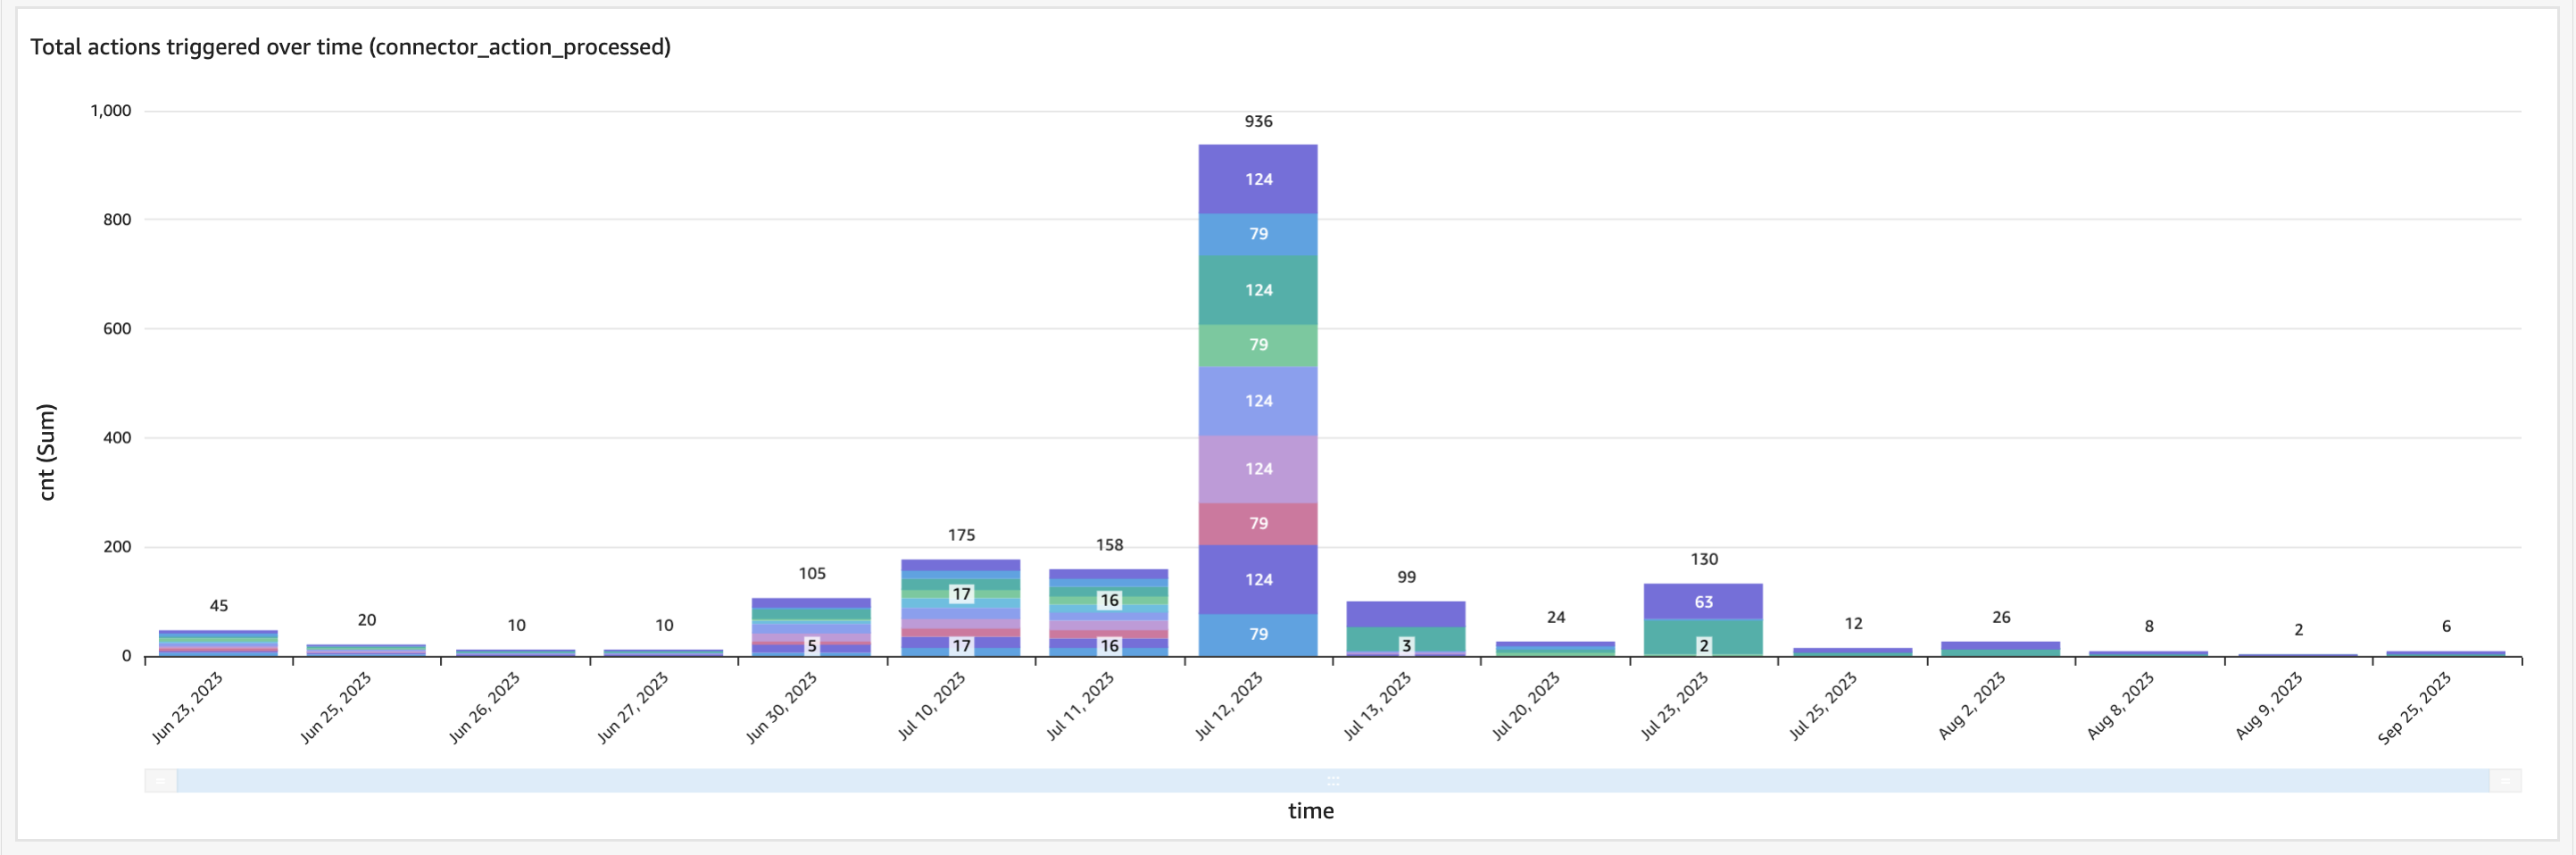 Total actions triggered over time (connector_action_processed)
1,000
800
600
400
200
0
cnt (Sum)
45
20
10
10
105
5
175
17
17
158
16
16
936
124
79
124
79
124
124
79
124
79
99
3
24
130
63
2
12
26
8
2
6
Jun 23, 2023
Jun 25, 2023
Jun 26, 2023
Jun 27, 2023
Jun 30, 2023
Jul 10, 2023
Jul 11, 2023
Jul 12, 2023
Jul 13, 2023
Jul 20, 2023
Jul 23, 2023
Jul 25, 2023
Aug 2, 2023
Aug 8, 2023
Aug 9, 2023
Sep 25, 2023
time